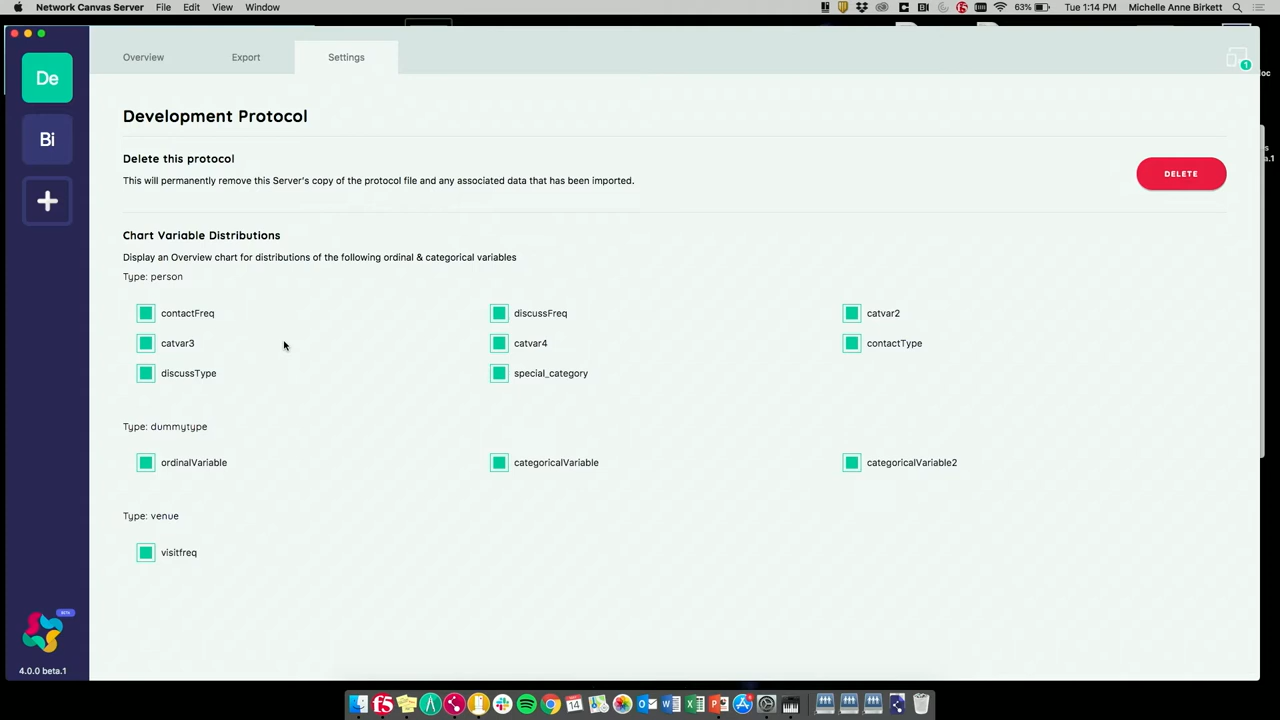 Network Canvas Server File Edit View Window 63% Tue 1:14 PM Michelle Anne Birkett
De
Bi
Overview Export Settings
1
Development Protocol
Delete this protocol
This will permanently remove this Server's copy of the protocol file and any associated data that has been imported.
DELETE
Chart Variable Distributions
Display an Overview chart for distributions of the following ordinal & categorical variables
Type: person
contactFreq discussFreq catvar2
catvar3 catvar4 contactType
discussType special_category
Type: dummytype
ordinalVariable categoricalVariable categoricalVariable2
Type: venue
visitfreq
BETA
4.0.0 beta.1